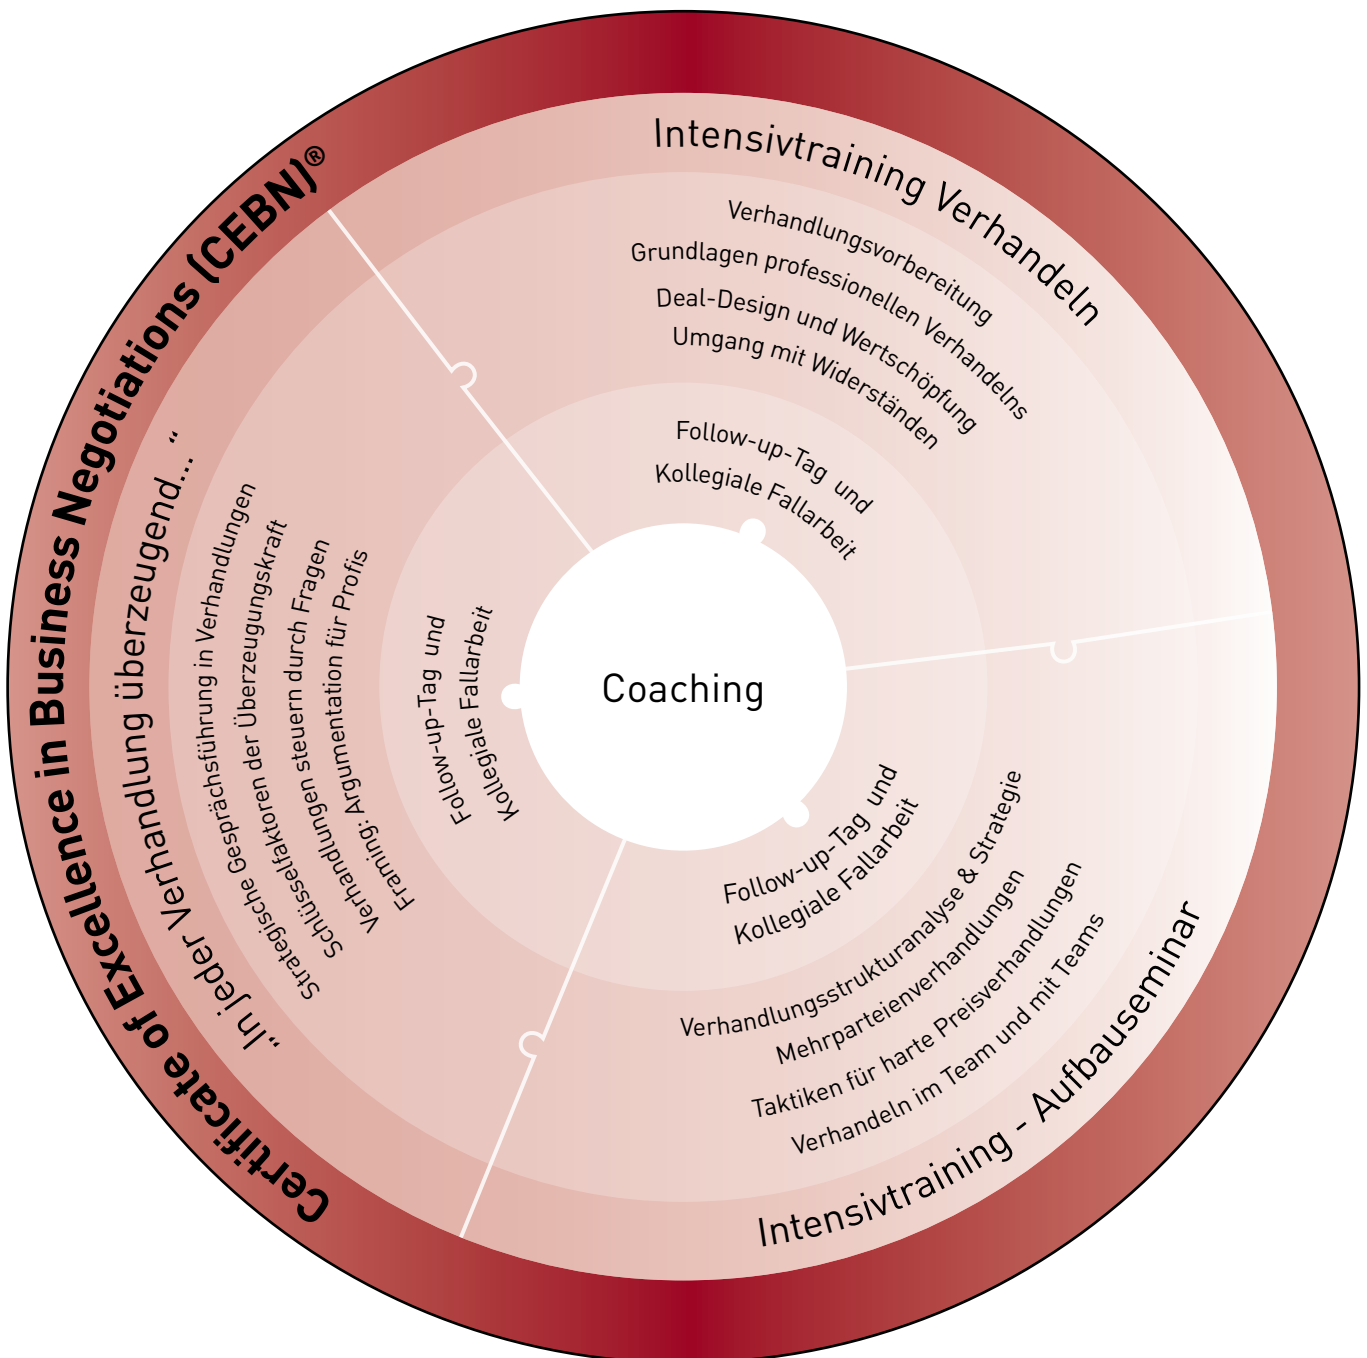 Certificate of Excellence in Business Negotiations (CEBN)®
Intensivtraining Verhandeln
Verhandlungsvorbereitung
Grundlagen professionellen Verhandelns
Deal-Design und Wertschöpfung
Umgang mit Widerständen
Follow-up-Tag und
Kollegiale Fallarbeit
„In jeder Verhandlung überzeugend... “
Strategische Gesprächsführung in Verhandlungen
Schlüsselfaktoren der Überzeugungskraft
Verhandlungen steuern durch Fragen
Framing: Argumentation für Profis
Follow-up-Tag und
Kollegiale Fallarbeit
Coaching
Follow-up-Tag und
Kollegiale Fallarbeit
Verhandlungsstrukturanalyse & Strategie
Mehrparteienverhandlungen
Taktiken für harte Preisverhandlungen
Verhandeln im Team und mit Teams
Intensivtraining - Aufbauseminar